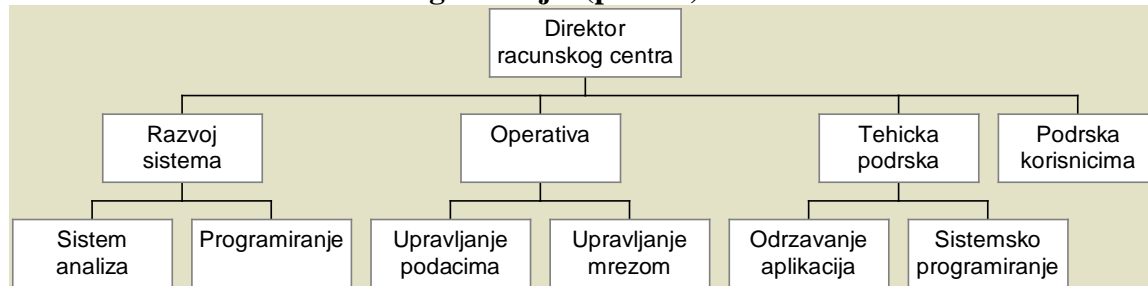 Direktor
racunskog centra
Razvoj
sistema
Operativa
Tehicka
podrska
Podrska
korisnicima
Sistem
analiza
Programiranje
Upravljanje
podacima
Upravljanje
mrezom
Odrzavanje
aplikacija
Sistemsko
programiranje